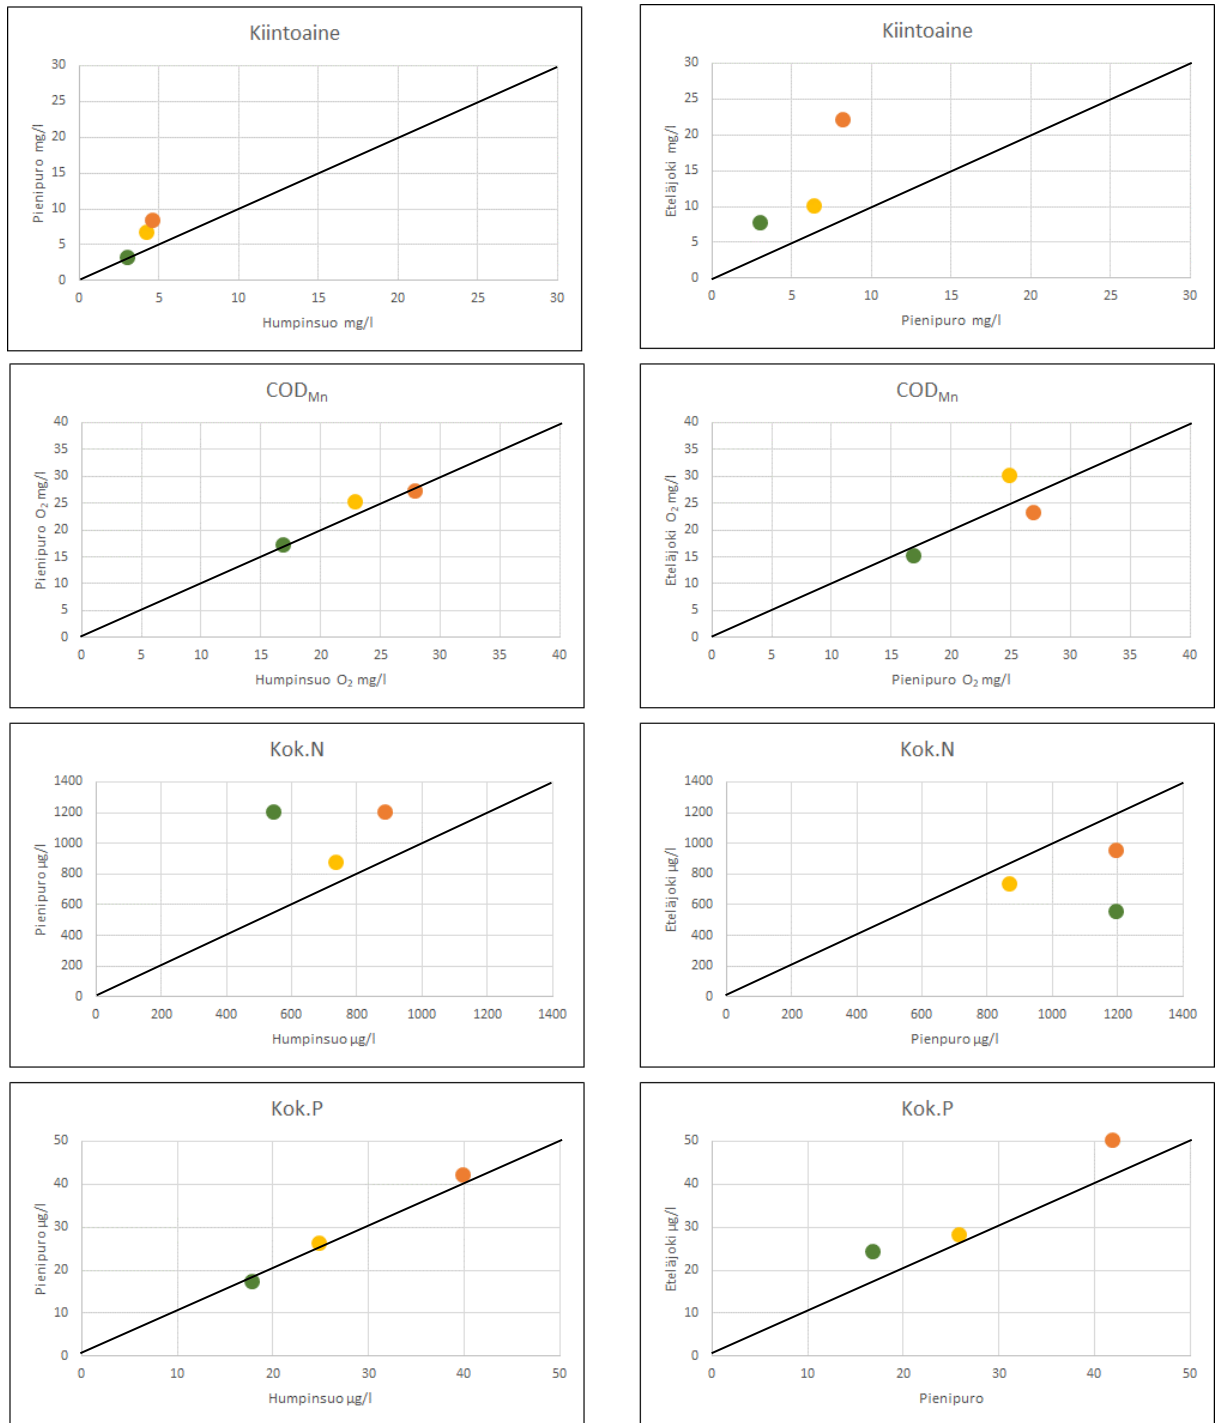 Kiintoaine
30
25
20
15
10
5
0
Pienipuro mg/l
0 5 10 15 20 25 30
Humpinsuo mg/l
Kiintoaine
30
25
20
15
10
5
0
Eteläjoki mg/l
0 5 10 15 20 25 30
Pienipuro mg/l
COD_Mn
40
35
30
25
20
15
10
5
0
Pienipuro O₂ mg/l
0 5 10 15 20 25 30 35 40
Humpinsuo O₂ mg/l
COD_Mn
40
35
30
25
20
15
10
5
0
Eteläjoki O₂ mg/l
0 5 10 15 20 25 30 35 40
Pienipuro O₂ mg/l
Kok.N
1400
1200
1000
800
600
400
200
0
Pienipuro µg/l
0 200 400 600 800 1000 1200 1400
Humpinsuo µg/l
Kok.N
1400
1200
1000
800
600
400
200
0
Eteläjoki µg/l
0 200 400 600 800 1000 1200 1400
Pienpuro µg/l
Kok.P
50
40
30
20
10
0
Pienipuro µg/l
0 10 20 30 40 50
Humpinsuo µg/l
Kok.P
50
40
30
20
10
0
Eteläjoki µg/l
0 10 20 30 40 50
Pienipuro